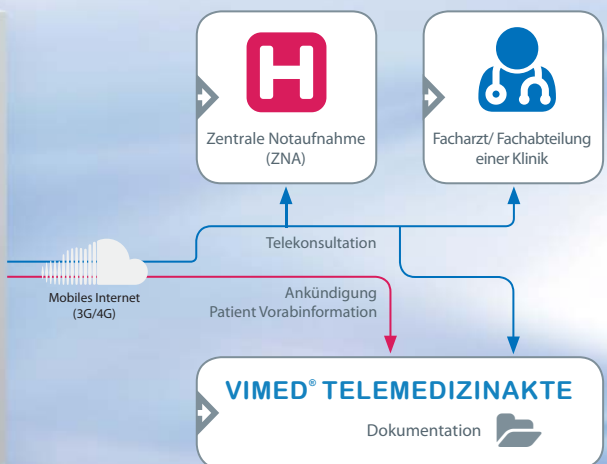 H
Zentrale Notaufnahme
(ZNA)
Facharzt/ Fachabteilung
einer Klinik
Telekonsultation
Mobiles Internet
(3G/4G)
Ankündigung
Patient Vorabinformation
VIMED® TELEMEDIZINAKTE
Dokumentation